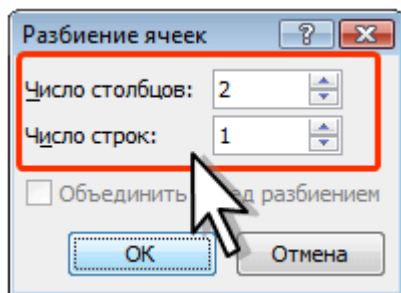 Разбиение ячеек
Число столбцов: 2
Число строк: 1
Объединить разбиением
ОК Отмена